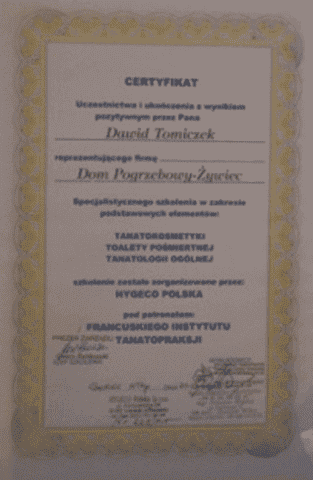 CERTYFIKAT
Uczestnictwa i ukończenia z wynikiem
pozytywnym przez Pana
Dawid Tomiczek
reprezentującego firmę
Dom Pogrzebowy-Żywiec
Specjalistycznego szkolenia w zakresie
podstawowych elementów:
TANATOKOSMETYKI
TOALETY POŚMIERTNEJ
TANATOLOGII OGÓLNEJ
szkolenie zostało zorganizowane przez:
HYGECO POLSKA
pod patronatem:
FRANCUSKIEGO INSTYTUTU
TANATOPRAKSJI